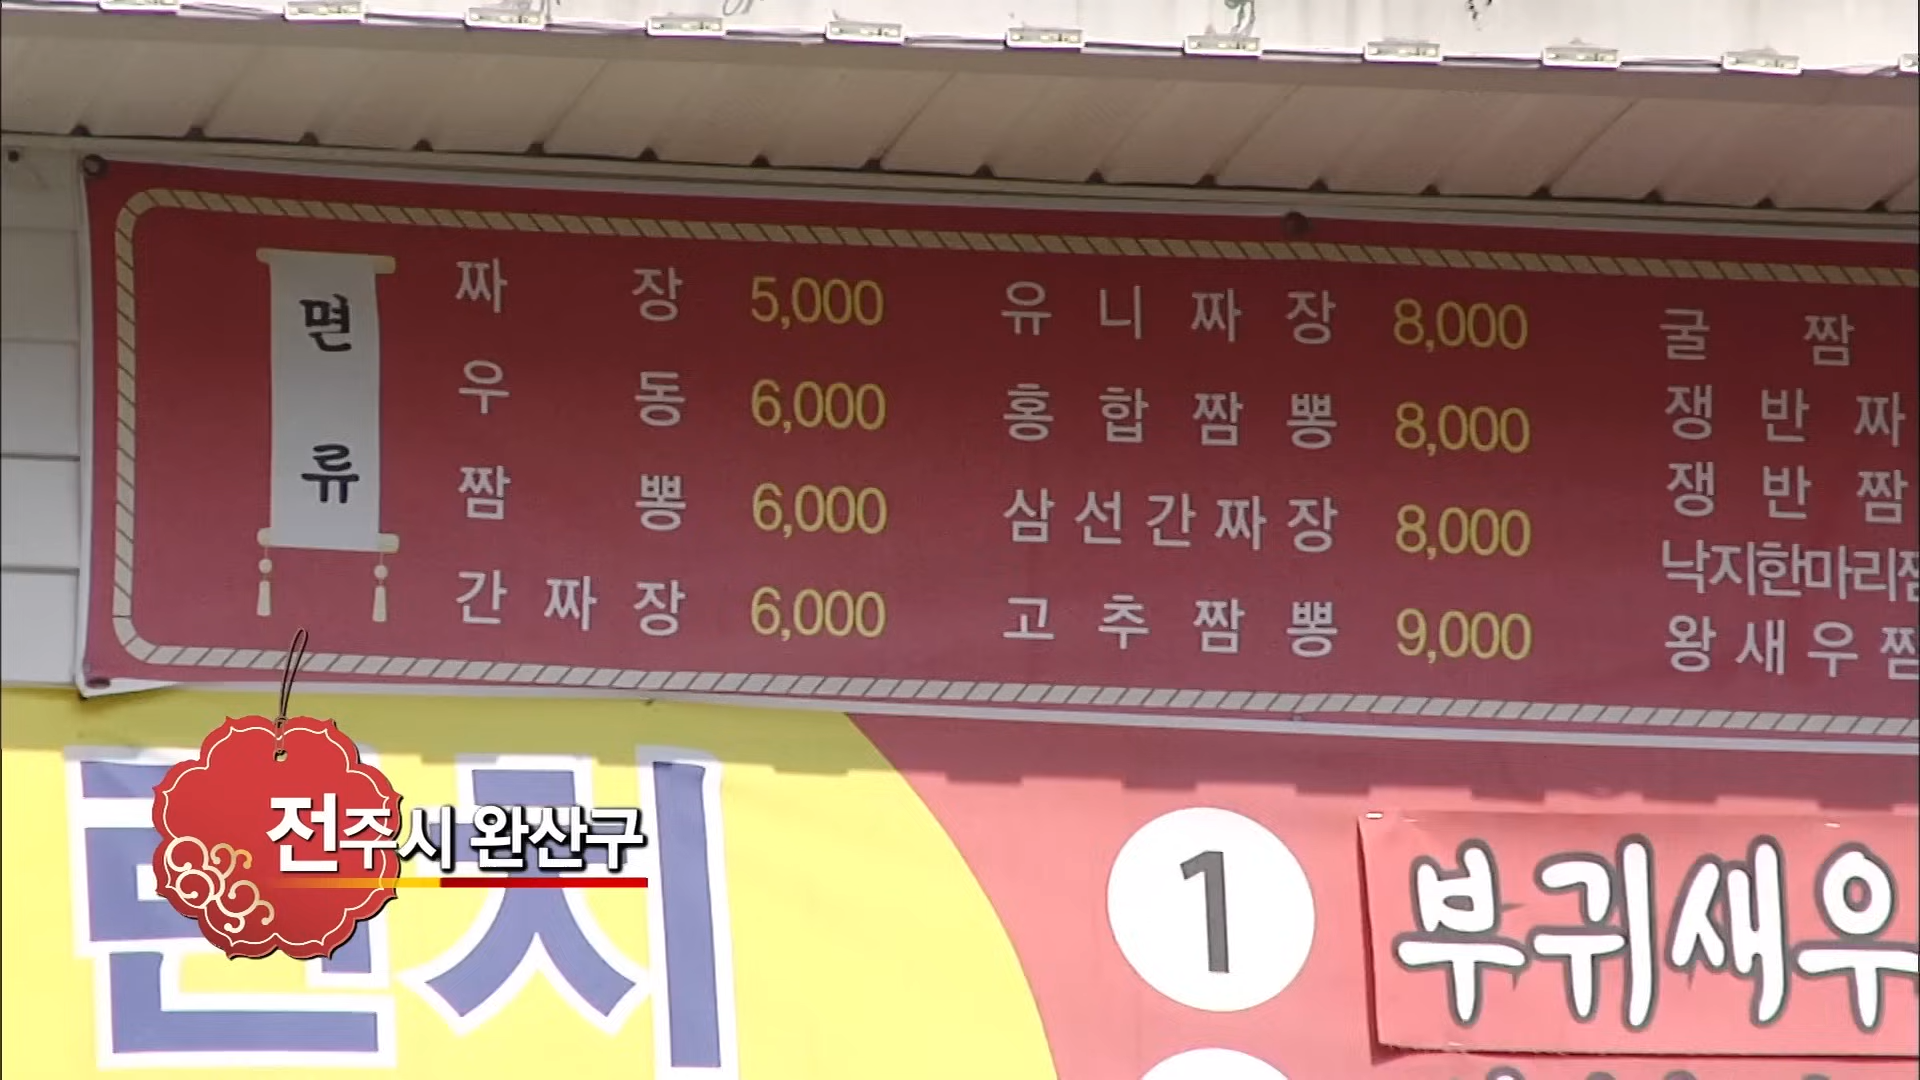 면류
짜장 5,000
우동 6,000
짬뽕 6,000
간짜장 6,000
유니짜장 8,000
홍합짬뽕 8,000
삼선간짜장 8,000
고추짬뽕 9,000
굴짬
쟁반짜
쟁반짬
낙지한마리짬
왕새우짬
전주시 완산구
1
부귀새우